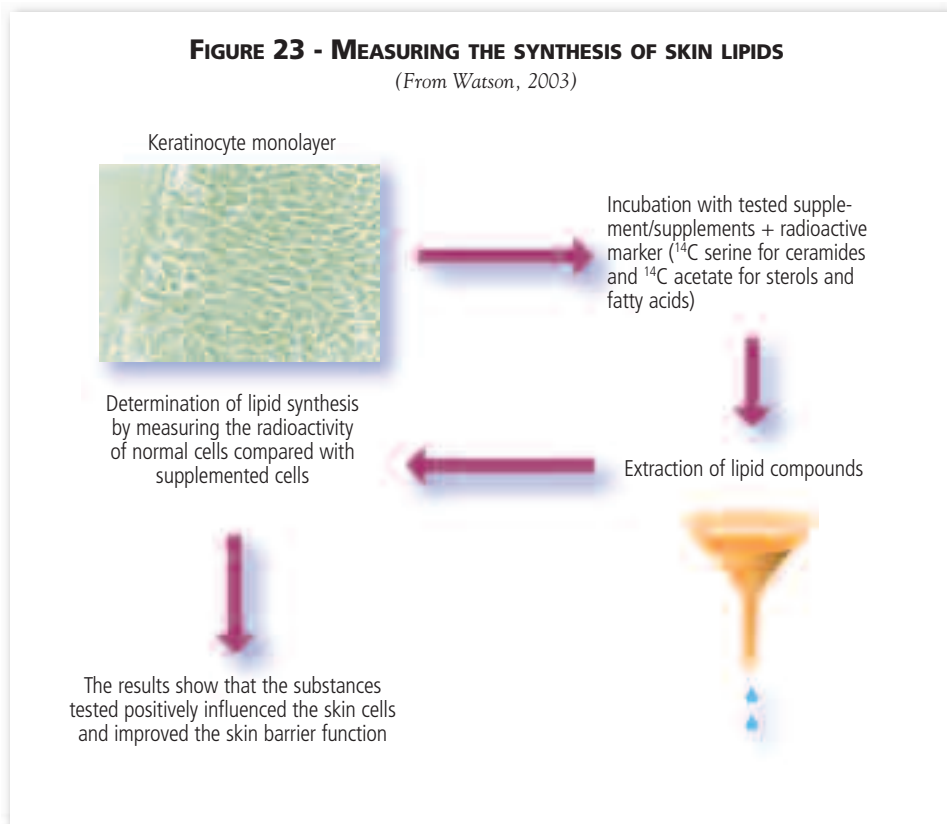 FIGURE 23 - MEASURING THE SYNTHESIS OF SKIN LIPIDS
(From Watson, 2003)
Keratinocyte monolayer
Incubation with tested supple-
ment/supplements + radioactive
marker (¹⁴C serine for ceramides
and ¹⁴C acetate for sterols and
fatty acids)
Extraction of lipid compounds
Determination of lipid synthesis
by measuring the radioactivity
of normal cells compared with
supplemented cells
The results show that the substances
tested positively influenced the skin cells
and improved the skin barrier function